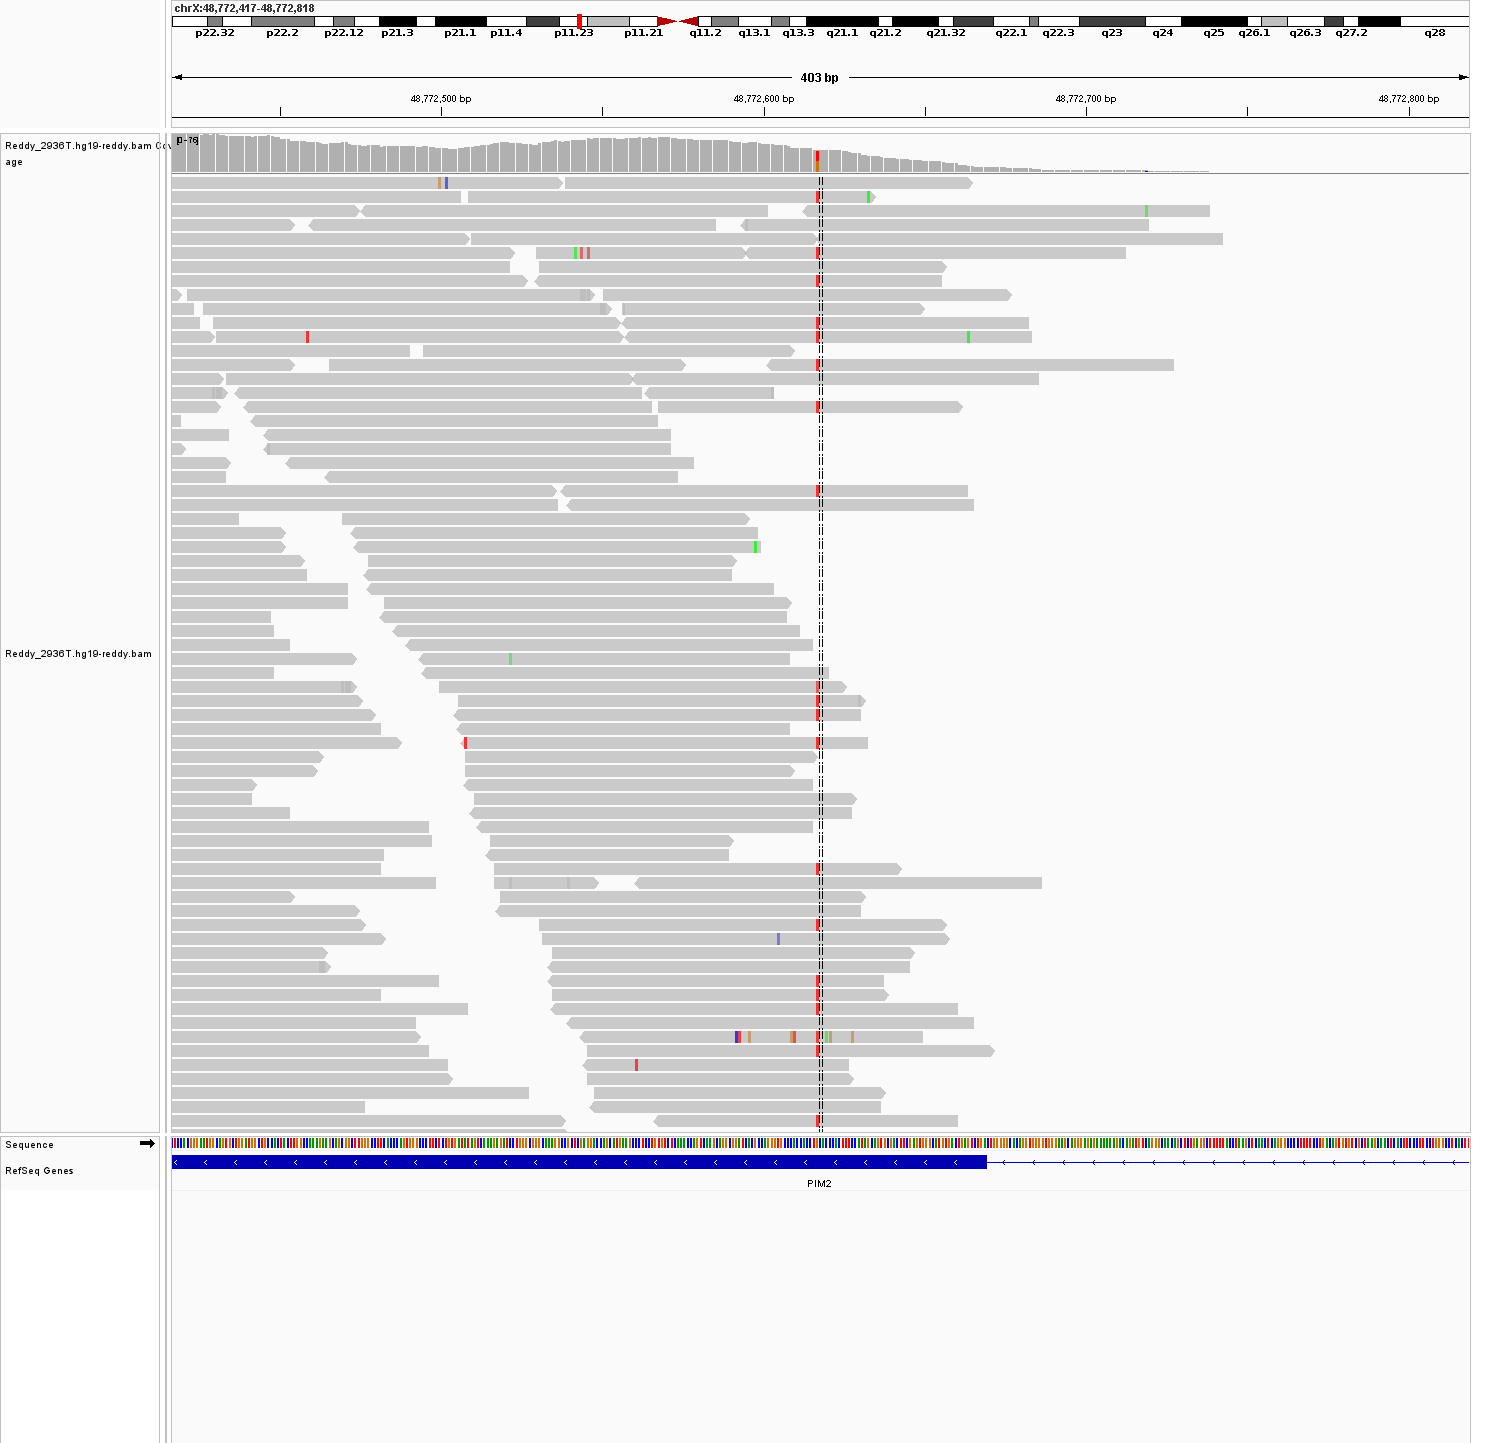 chrX:48,772,417-48,772,818
p22.32 p22.2 p22.12 p21.3 p21.1 p11.4 p11.23 p11.21 q11.2 q13.1 q13.3 q21.1 q21.2 q21.32 q22.1 q22.3 q23 q24 q25 q26.1 q26.3 q27.2 q28
403 bp
48,772,500 bp 48,772,600 bp 48,772,700 bp 48,772,800 bp
Reddy_2936T.hg19-reddy.bam Cov
age
Reddy_2936T.hg19-reddy.bam
Sequence
RefSeq Genes
PIM2